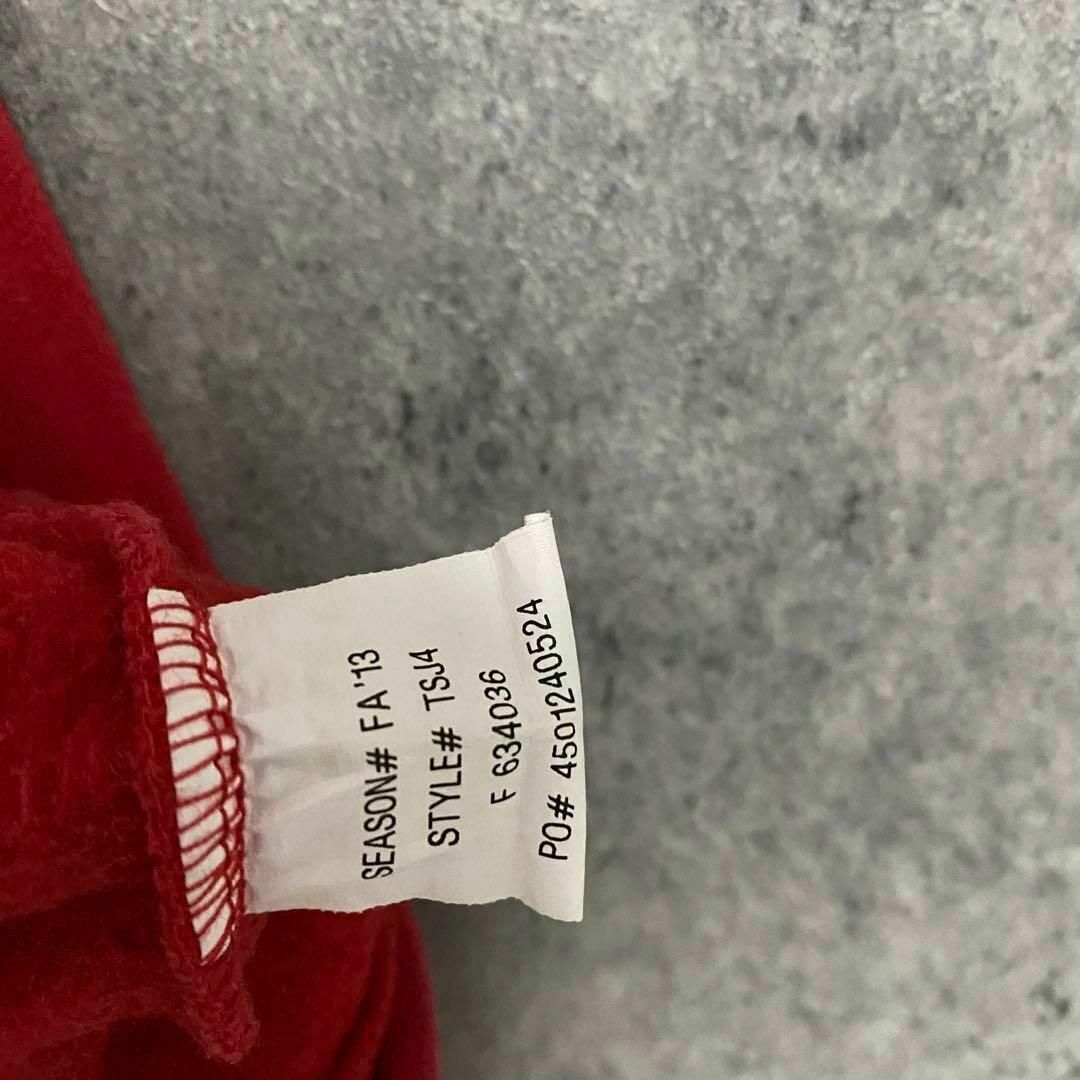 SEASON# FA'13
STYLE# TSJ4
F 634036
PO# 4501240524